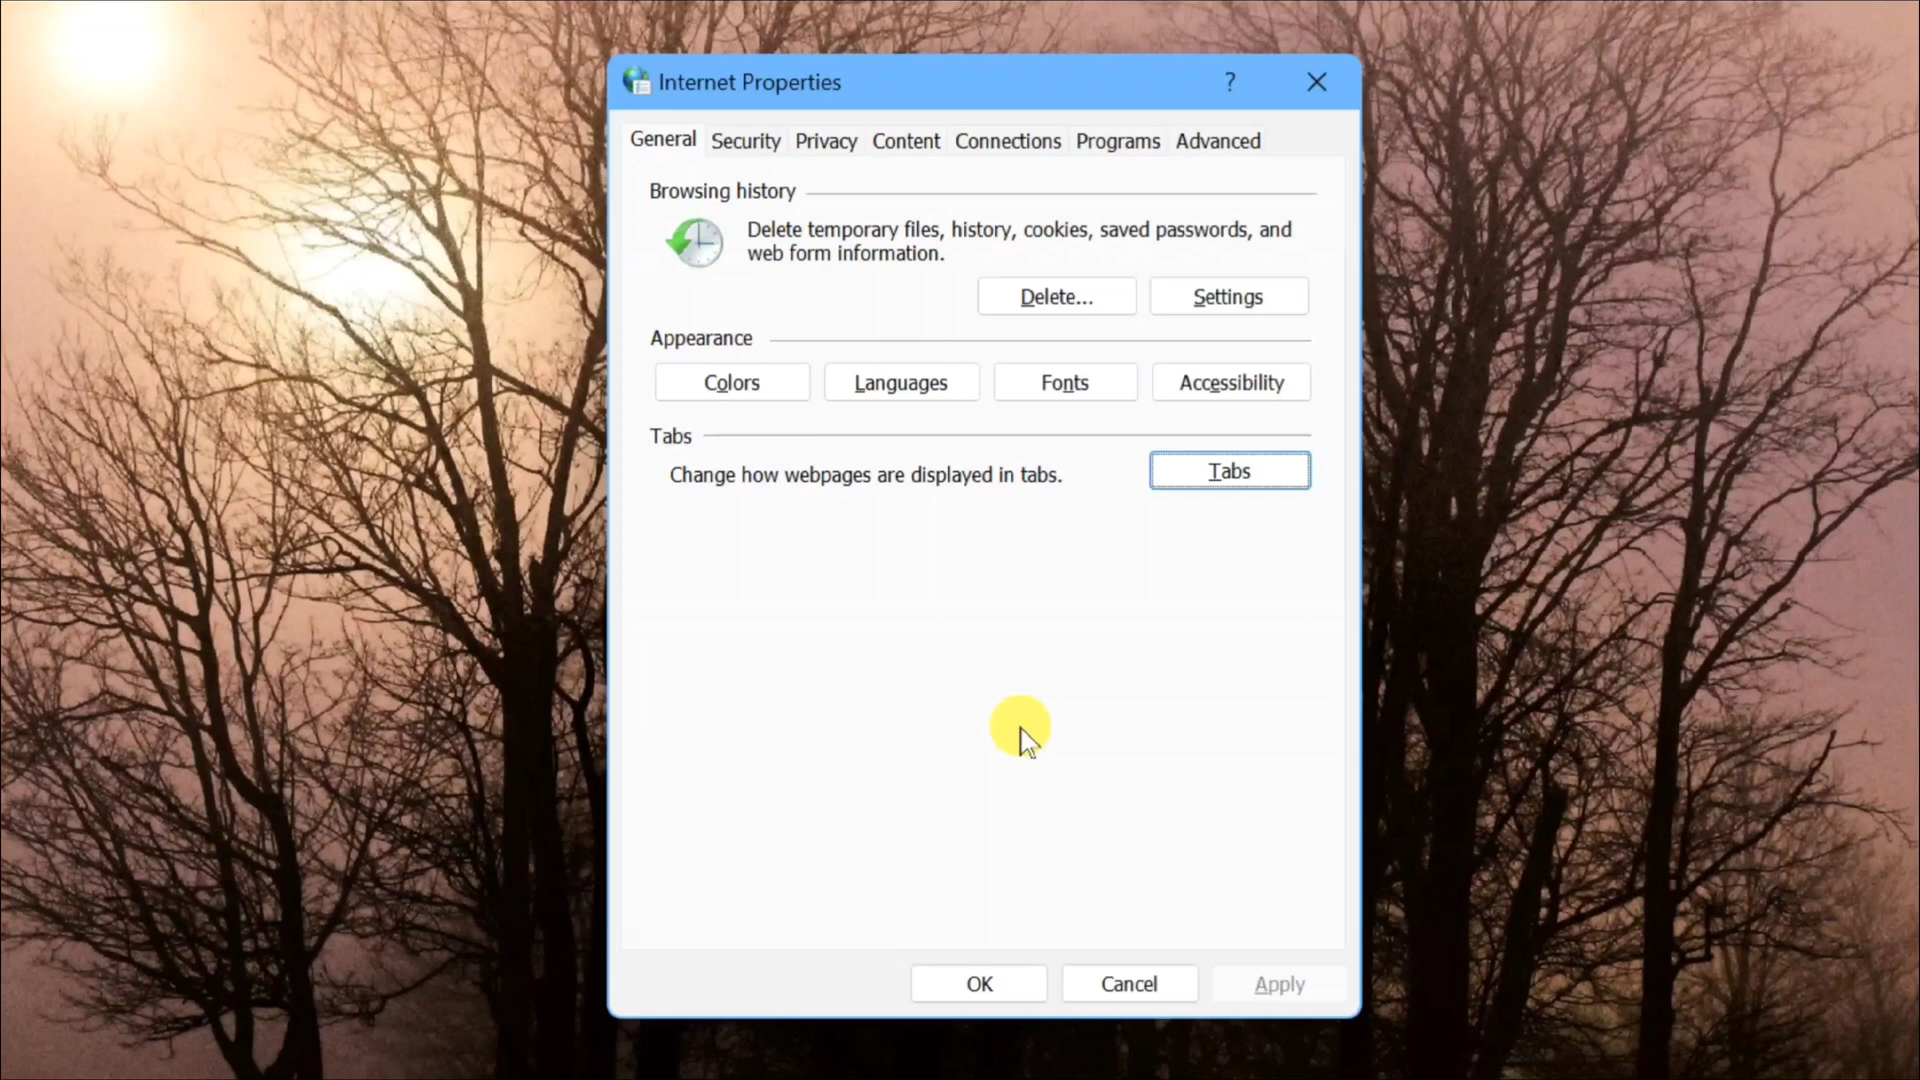 Internet Properties
?
General Security Privacy Content Connections Programs Advanced
Browsing history
Delete temporary files, history, cookies, saved passwords, and
web form information.
Delete... Settings
Appearance
Colors Languages Fonts Accessibility
Tabs
Change how webpages are displayed in tabs. Tabs
OK Cancel Apply